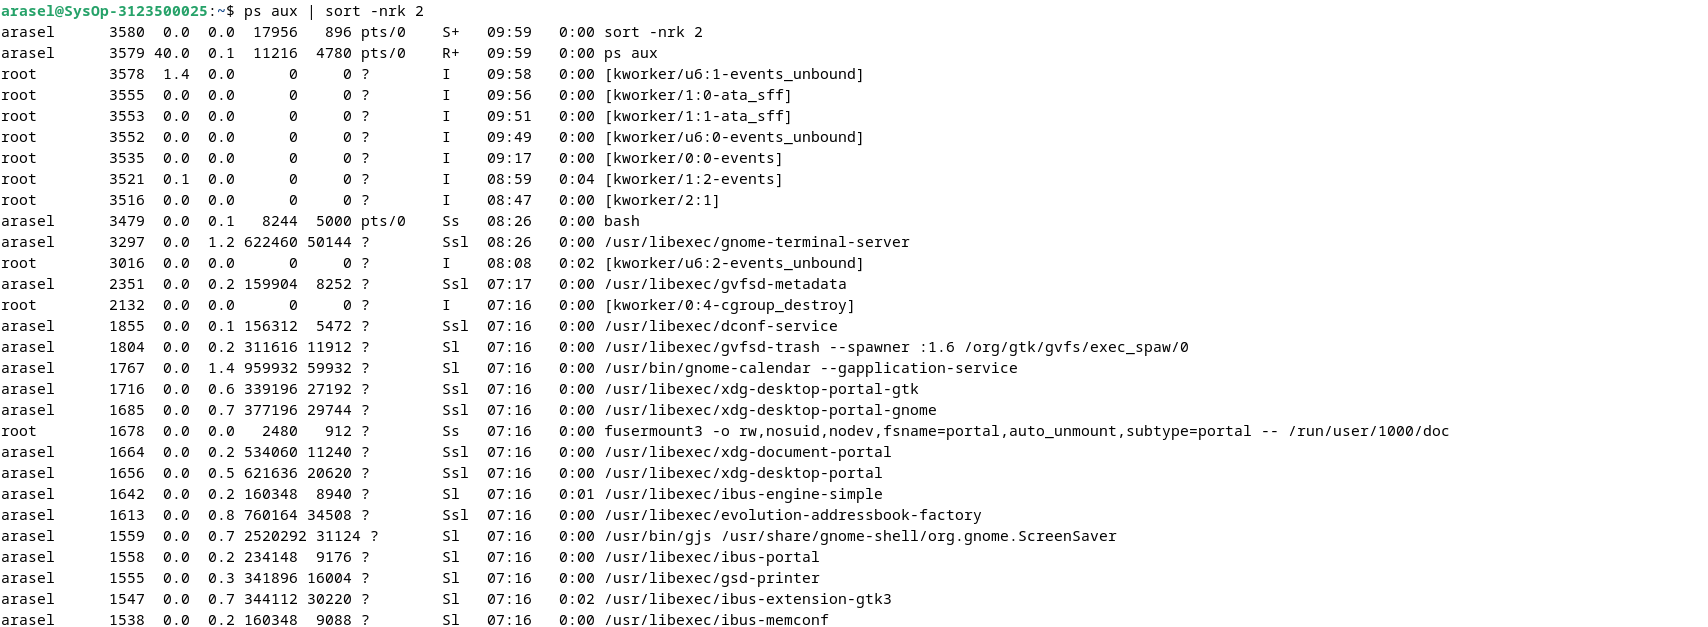 arasel@SysOp-3123500025:~$ ps aux | sort -nrk 2
arasel      3580  0.0  0.0  17956   896 pts/0    S+   09:59   0:00 sort -nrk 2
arasel      3579 40.0  0.1  11216  4780 pts/0    R+   09:59   0:00 ps aux
root        3578  1.4  0.0      0     0 ?        I    09:58   0:00 [kworker/u6:1-events_unbound]
root        3555  0.0  0.0      0     0 ?        I    09:56   0:00 [kworker/1:0-ata_sff]
root        3553  0.0  0.0      0     0 ?        I    09:51   0:00 [kworker/1:1-ata_sff]
root        3552  0.0  0.0      0     0 ?        I    09:49   0:00 [kworker/u6:0-events_unbound]
root        3535  0.0  0.0      0     0 ?        I    09:17   0:00 [kworker/0:0-events]
root        3521  0.1  0.0      0     0 ?        I    08:59   0:04 [kworker/1:2-events]
root        3516  0.0  0.0      0     0 ?        I    08:47   0:00 [kworker/2:1]
arasel      3479  0.0  0.1   8244  5000 pts/0    Ss   08:26   0:00 bash
arasel      3297  0.0  1.2 622460 50144 ?        Ssl  08:26   0:00 /usr/libexec/gnome-terminal-server
root        3016  0.0  0.0      0     0 ?        I    08:08   0:02 [kworker/u6:2-events_unbound]
arasel      2351  0.0  0.2 159904  8252 ?        Ssl  07:17   0:00 /usr/libexec/gvfsd-metadata
root        2132  0.0  0.0      0     0 ?        I    07:16   0:00 [kworker/0:4-cgroup_destroy]
arasel      1855  0.0  0.1 156312  5472 ?        Ssl  07:16   0:00 /usr/libexec/dconf-service
arasel      1804  0.0  0.2 311616 11912 ?        Sl   07:16   0:00 /usr/libexec/gvfsd-trash --spawner :1.6 /org/gtk/gvfs/exec_spaw/0
arasel      1767  0.0  1.4 959932 59932 ?        Sl   07:16   0:00 /usr/bin/gnome-calendar --gapplication-service
arasel      1716  0.0  0.6 339196 27192 ?        Ssl  07:16   0:00 /usr/libexec/xdg-desktop-portal-gtk
arasel      1685  0.0  0.7 377196 29744 ?        Ssl  07:16   0:00 /usr/libexec/xdg-desktop-portal-gnome
root        1678  0.0  0.0   2480   912 ?        Ss   07:16   0:00 fusermount3 -o rw,nosuid,nodev,fsname=portal,auto_unmount,subtype=portal -- /run/user/1000/doc
arasel      1664  0.0  0.2 534060 11240 ?        Ssl  07:16   0:00 /usr/libexec/xdg-document-portal
arasel      1656  0.0  0.5 621636 20620 ?        Ssl  07:16   0:00 /usr/libexec/xdg-desktop-portal
arasel      1642  0.0  0.2 160348  8940 ?        Sl   07:16   0:01 /usr/libexec/ibus-engine-simple
arasel      1613  0.0  0.8 760164 34508 ?        Ssl  07:16   0:00 /usr/libexec/evolution-addressbook-factory
arasel      1559  0.0  0.7 2520292 31124 ?       Sl   07:16   0:00 /usr/bin/gjs /usr/share/gnome-shell/org.gnome.ScreenSaver
arasel      1558  0.0  0.2 234148  9176 ?        Sl   07:16   0:00 /usr/libexec/ibus-portal
arasel      1555  0.0  0.3 341896 16004 ?        Sl   07:16   0:00 /usr/libexec/gsd-printer
arasel      1547  0.0  0.7 344112 30220 ?        Sl   07:16   0:02 /usr/libexec/ibus-extension-gtk3
arasel      1538  0.0  0.2 160348  9088 ?        Sl   07:16   0:00 /usr/libexec/ibus-memconf